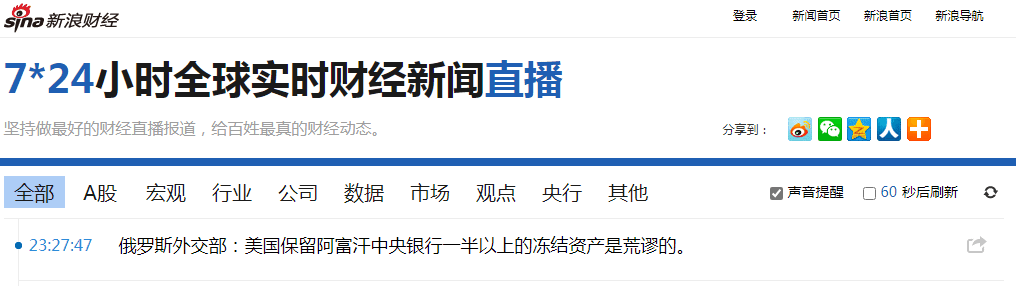 sina 新浪财经
登录 新闻首页 新浪首页 新浪导航
7*24小时全球实时财经新闻直播
坚持做最好的财经直播报道，给百姓最真的财经动态。
分享到：
全部 A股 宏观 行业 公司 数据 市场 观点 央行 其他
声音提醒 60 秒后刷新
23:27:47 俄罗斯外交部：美国保留阿富汗中央银行一半以上的冻结资产是荒谬的。